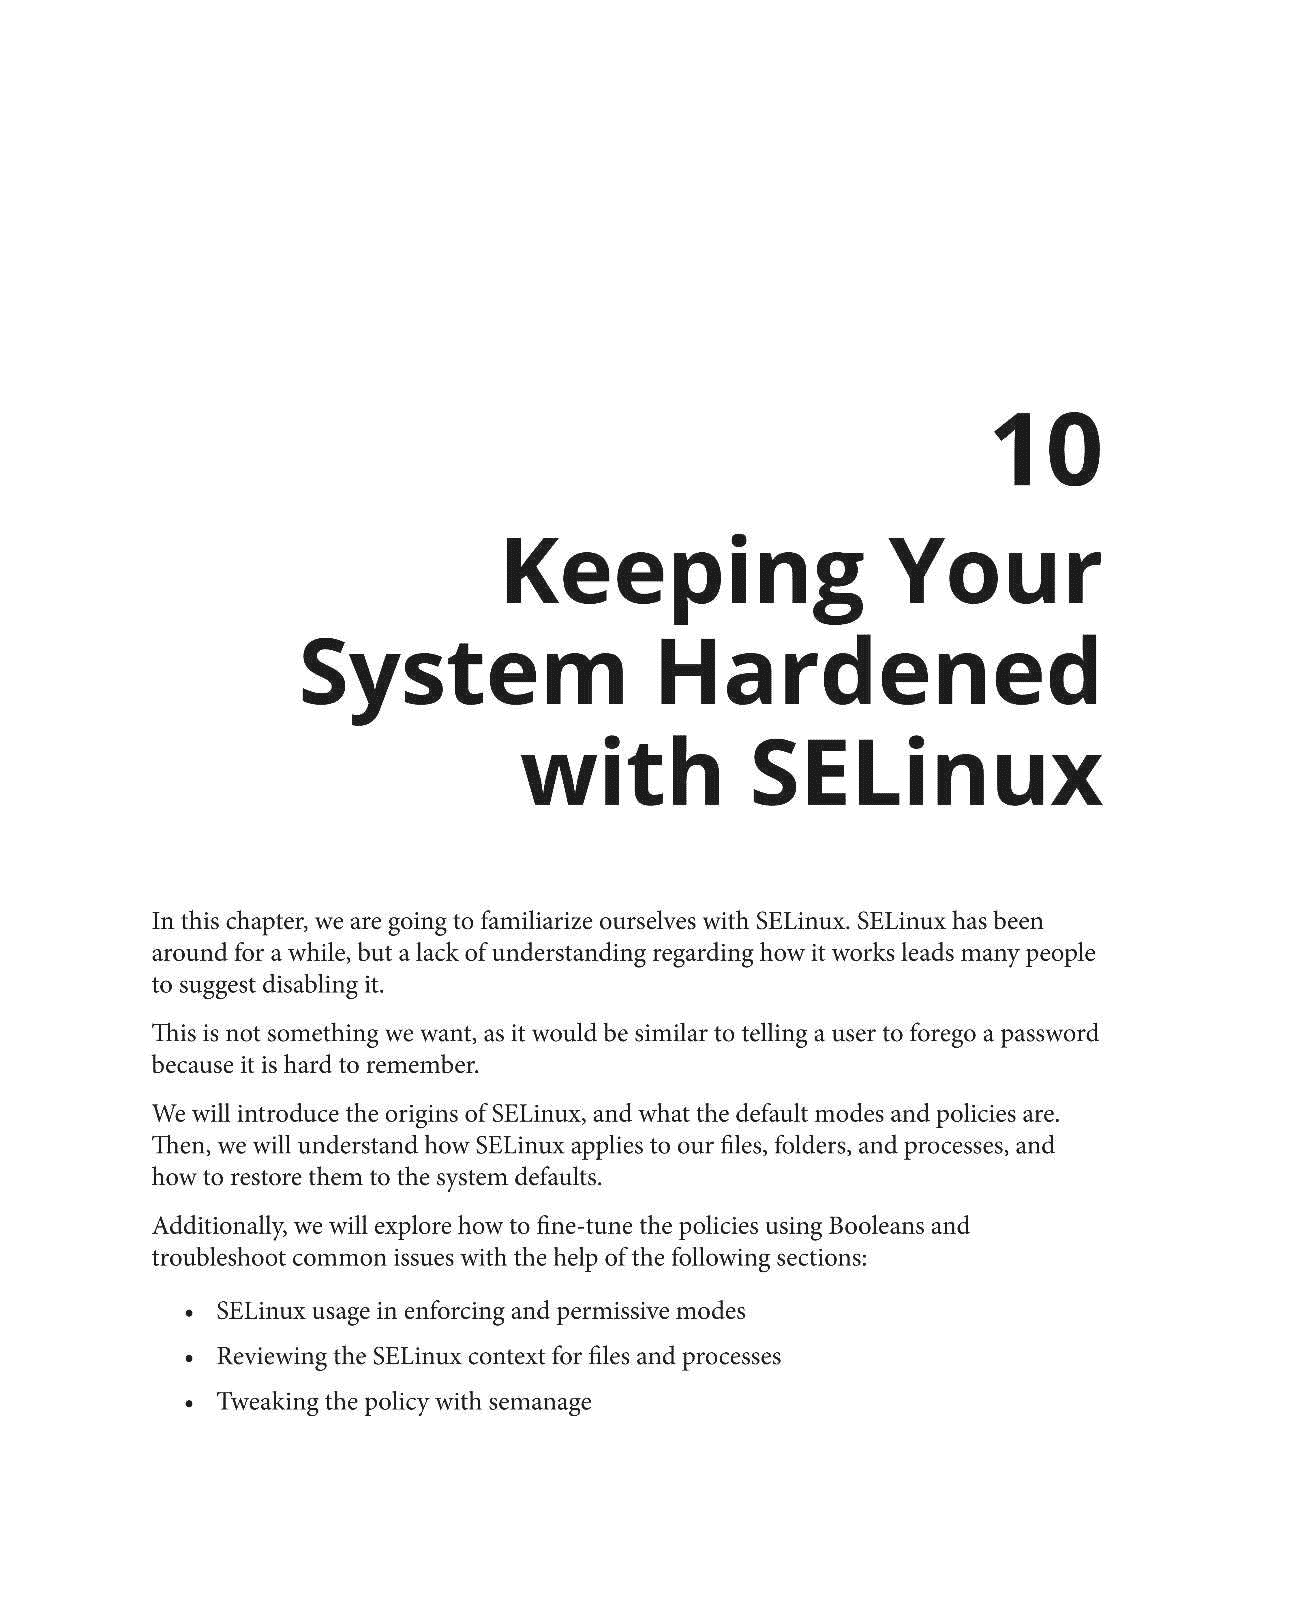 10
Keeping Your
System Hardened
with SELinux
In this chapter, we are going to familiarize ourselves with SELinux. SELinux has been
around for a while, but a lack of understanding regarding how it works leads many people
to suggest disabling it.
This is not something we want, as it would be similar to telling a user to forego a password
because it is hard to remember.
We will introduce the origins of SELinux, and what the default modes and policies are.
Then, we will understand how SELinux applies to our files, folders, and processes, and
how to restore them to the system defaults.
Additionally, we will explore how to fine-tune the policies using Booleans and
troubleshoot common issues with the help of the following sections:
• SELinux usage in enforcing and permissive modes
• Reviewing the SELinux context for files and processes
• Tweaking the policy with semanage